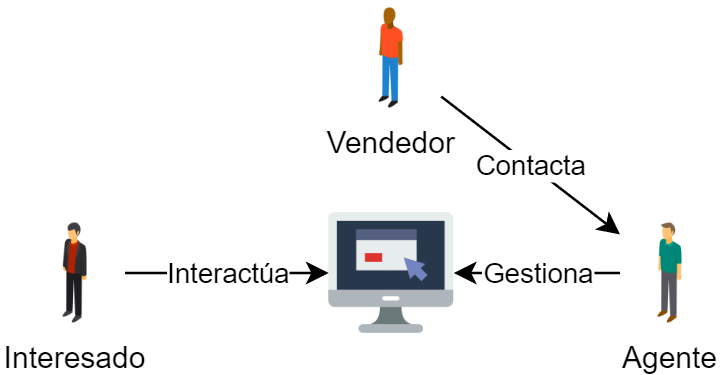 Vendedor
Contacta
Interactúa
Gestiona
Interesado
Agente